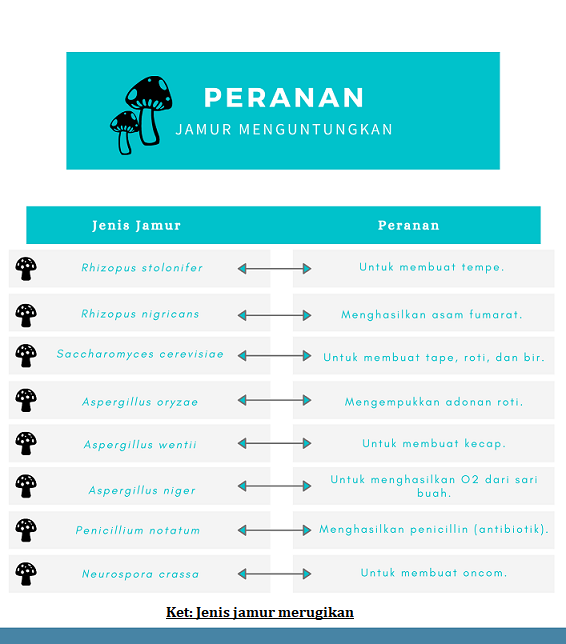 PERANAN
JAMUR MENGUNTUNGKAN
Jenis Jamur Peranan
Rhizopus stolonifer Untuk membuat tempe.
Rhizopus nigricans Menghasilkan asam fumarat.
Saccharomyces cerevisiae Untuk membuat tape, roti, dan bir.
Aspergillus oryzae Mengempukkan adonan roti.
Aspergillus wentii Untuk membuat kecap.
Aspergillus niger Untuk menghasilkan O2 dari sari
buah.
Penicillium notatum Menghasilkan penicillin (antibiotik).
Neurospora crassa Untuk membuat oncom.
Ket: Jenis jamur merugikan